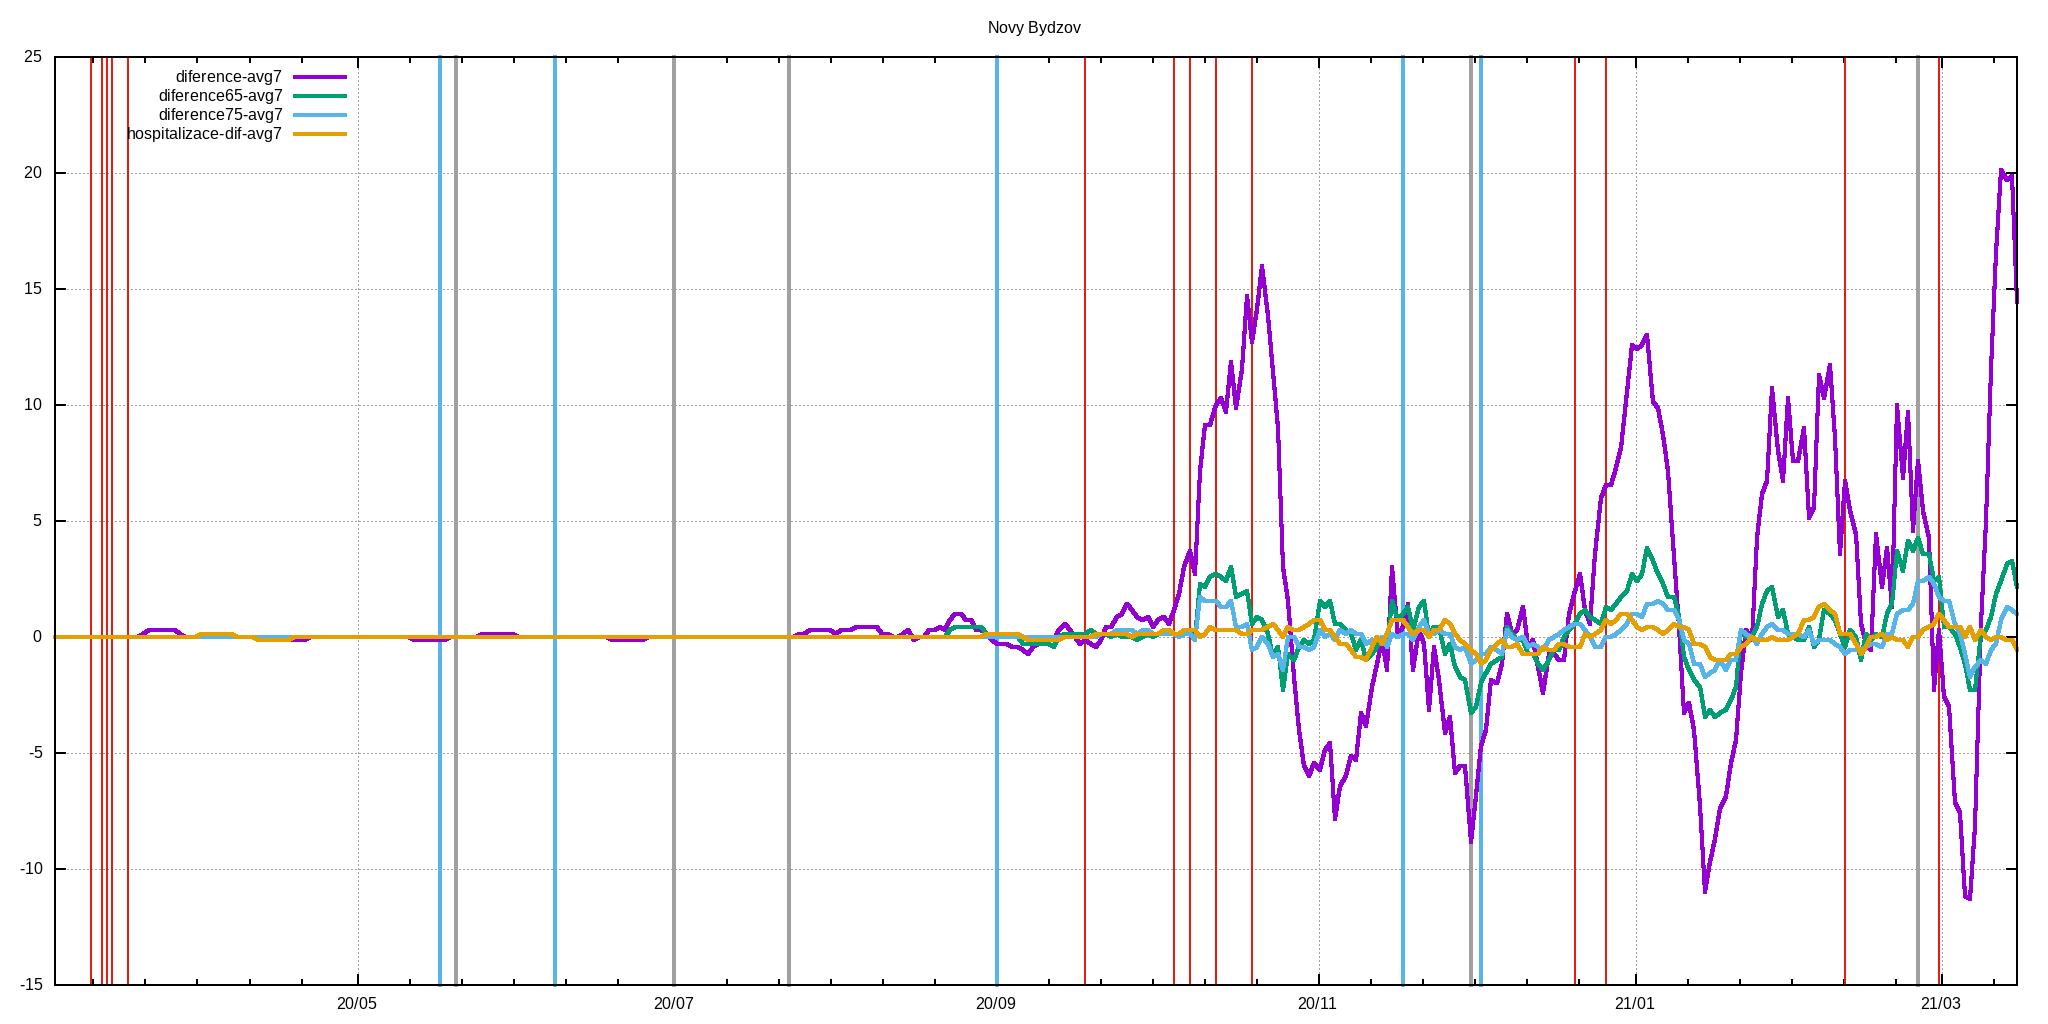 Novy Bydzov
25
diference-avg7
diference65-avg7
diference75-avg7
hospitalizace-dif-avg7
20
15
10
5
0
-5
-10
-15
20/05 20/07 20/09 20/11 21/01 21/03